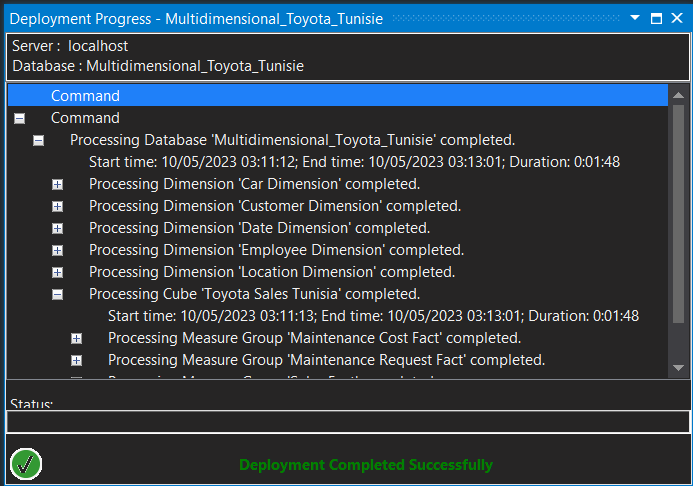 Deployment Progress - Multidimensional_Toyota_Tunisie
Server : localhost
Database : Multidimensional_Toyota_Tunisie
Command
Command
Processing Database 'Multidimensional_Toyota_Tunisie' completed.
Start time: 10/05/2023 03:11:12; End time: 10/05/2023 03:13:01; Duration: 0:01:48
Processing Dimension 'Car Dimension' completed.
Processing Dimension 'Customer Dimension' completed.
Processing Dimension 'Date Dimension' completed.
Processing Dimension 'Employee Dimension' completed.
Processing Dimension 'Location Dimension' completed.
Processing Cube 'Toyota Sales Tunisia' completed.
Start time: 10/05/2023 03:11:13; End time: 10/05/2023 03:13:01; Duration: 0:01:48
Processing Measure Group 'Maintenance Cost Fact' completed.
Processing Measure Group 'Maintenance Request Fact' completed.
Status:
Deployment Completed Successfully